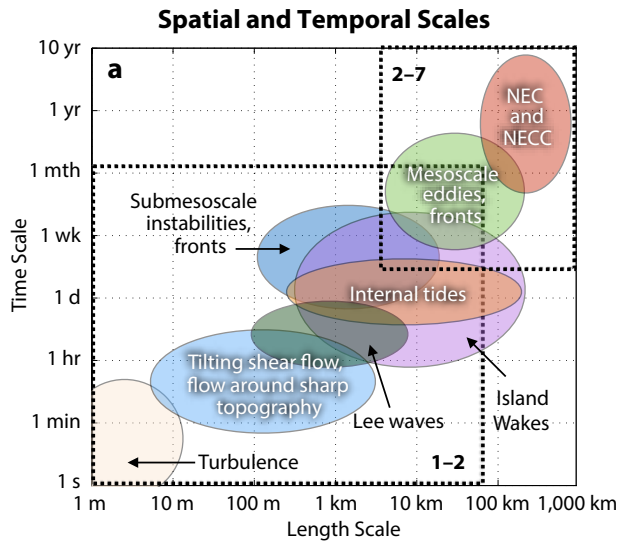 Spatial and Temporal Scales
10 yr
1 yr
1 mth
1 wk
1 d
1 hr
1 min
1 s
Time Scale
a
2–7
NEC
and
NECC
Mesoscale
eddies,
fronts
Submesoscale
instabilities,
fronts
Internal tides
Tilting shear flow,
flow around sharp
topography
Lee waves
Island
Wakes
Turbulence
1–2
1 m
10 m
100 m
1 km
10 km
100 km
1,000 km
Length Scale